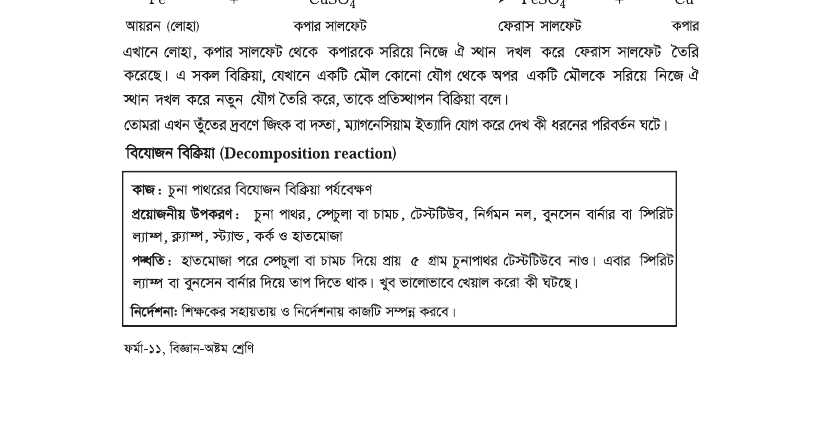 Fe + CuSO4 → FeSO4 + Cu
আয়রন (লোহা) কপার সালফেট ফেরাস সালফেট কপার
এখানে লোহা, কপার সালফেট থেকে কপারকে সরিয়ে নিজে ঐ স্থান দখল করে ফেরাস সালফেট তৈরি
করেছে। এ সকল বিক্রিয়া, যেখানে একটি মৌল কোনো যৌগ থেকে অপর একটি মৌলকে সরিয়ে নিজে ঐ
স্থান দখল করে নতুন যৌগ তৈরি করে, তাকে প্রতিস্থাপন বিক্রিয়া বলে।
তোমরা এখন তুঁতের দ্রবণে জিংক বা দস্তা, ম্যাগনেসিয়াম ইত্যাদি যোগ করে দেখ কী ধরনের পরিবর্তন ঘটে।
বিযোজন বিক্রিয়া (Decomposition reaction)
কাজ : চুনা পাথরের বিযোজন বিক্রিয়া পর্যবেক্ষণ
প্রয়োজনীয় উপকরণ : চুনা পাথর, স্পেচুলা বা চামচ, টেস্টটিউব, নির্গমন নল, বুনসেন বার্নার বা স্পিরিট
ল্যাম্প, ক্ল্যাম্প, স্ট্যান্ড, কর্ক ও হাতমোজা
পদ্ধতি : হাতমোজা পরে স্পেচুলা বা চামচ দিয়ে প্রায় ৫ গ্রাম চুনাপাথর টেস্টটিউবে নাও। এবার স্পিরিট
ল্যাম্প বা বুনসেন বার্নার দিয়ে তাপ দিতে থাক। খুব ভালোভাবে খেয়াল করো কী ঘটছে।
নির্দেশনা: শিক্ষকের সহায়তায় ও নির্দেশনায় কাজটি সম্পন্ন করবে।
ফর্মা-১১, বিজ্ঞান-অষ্টম শ্রেণি